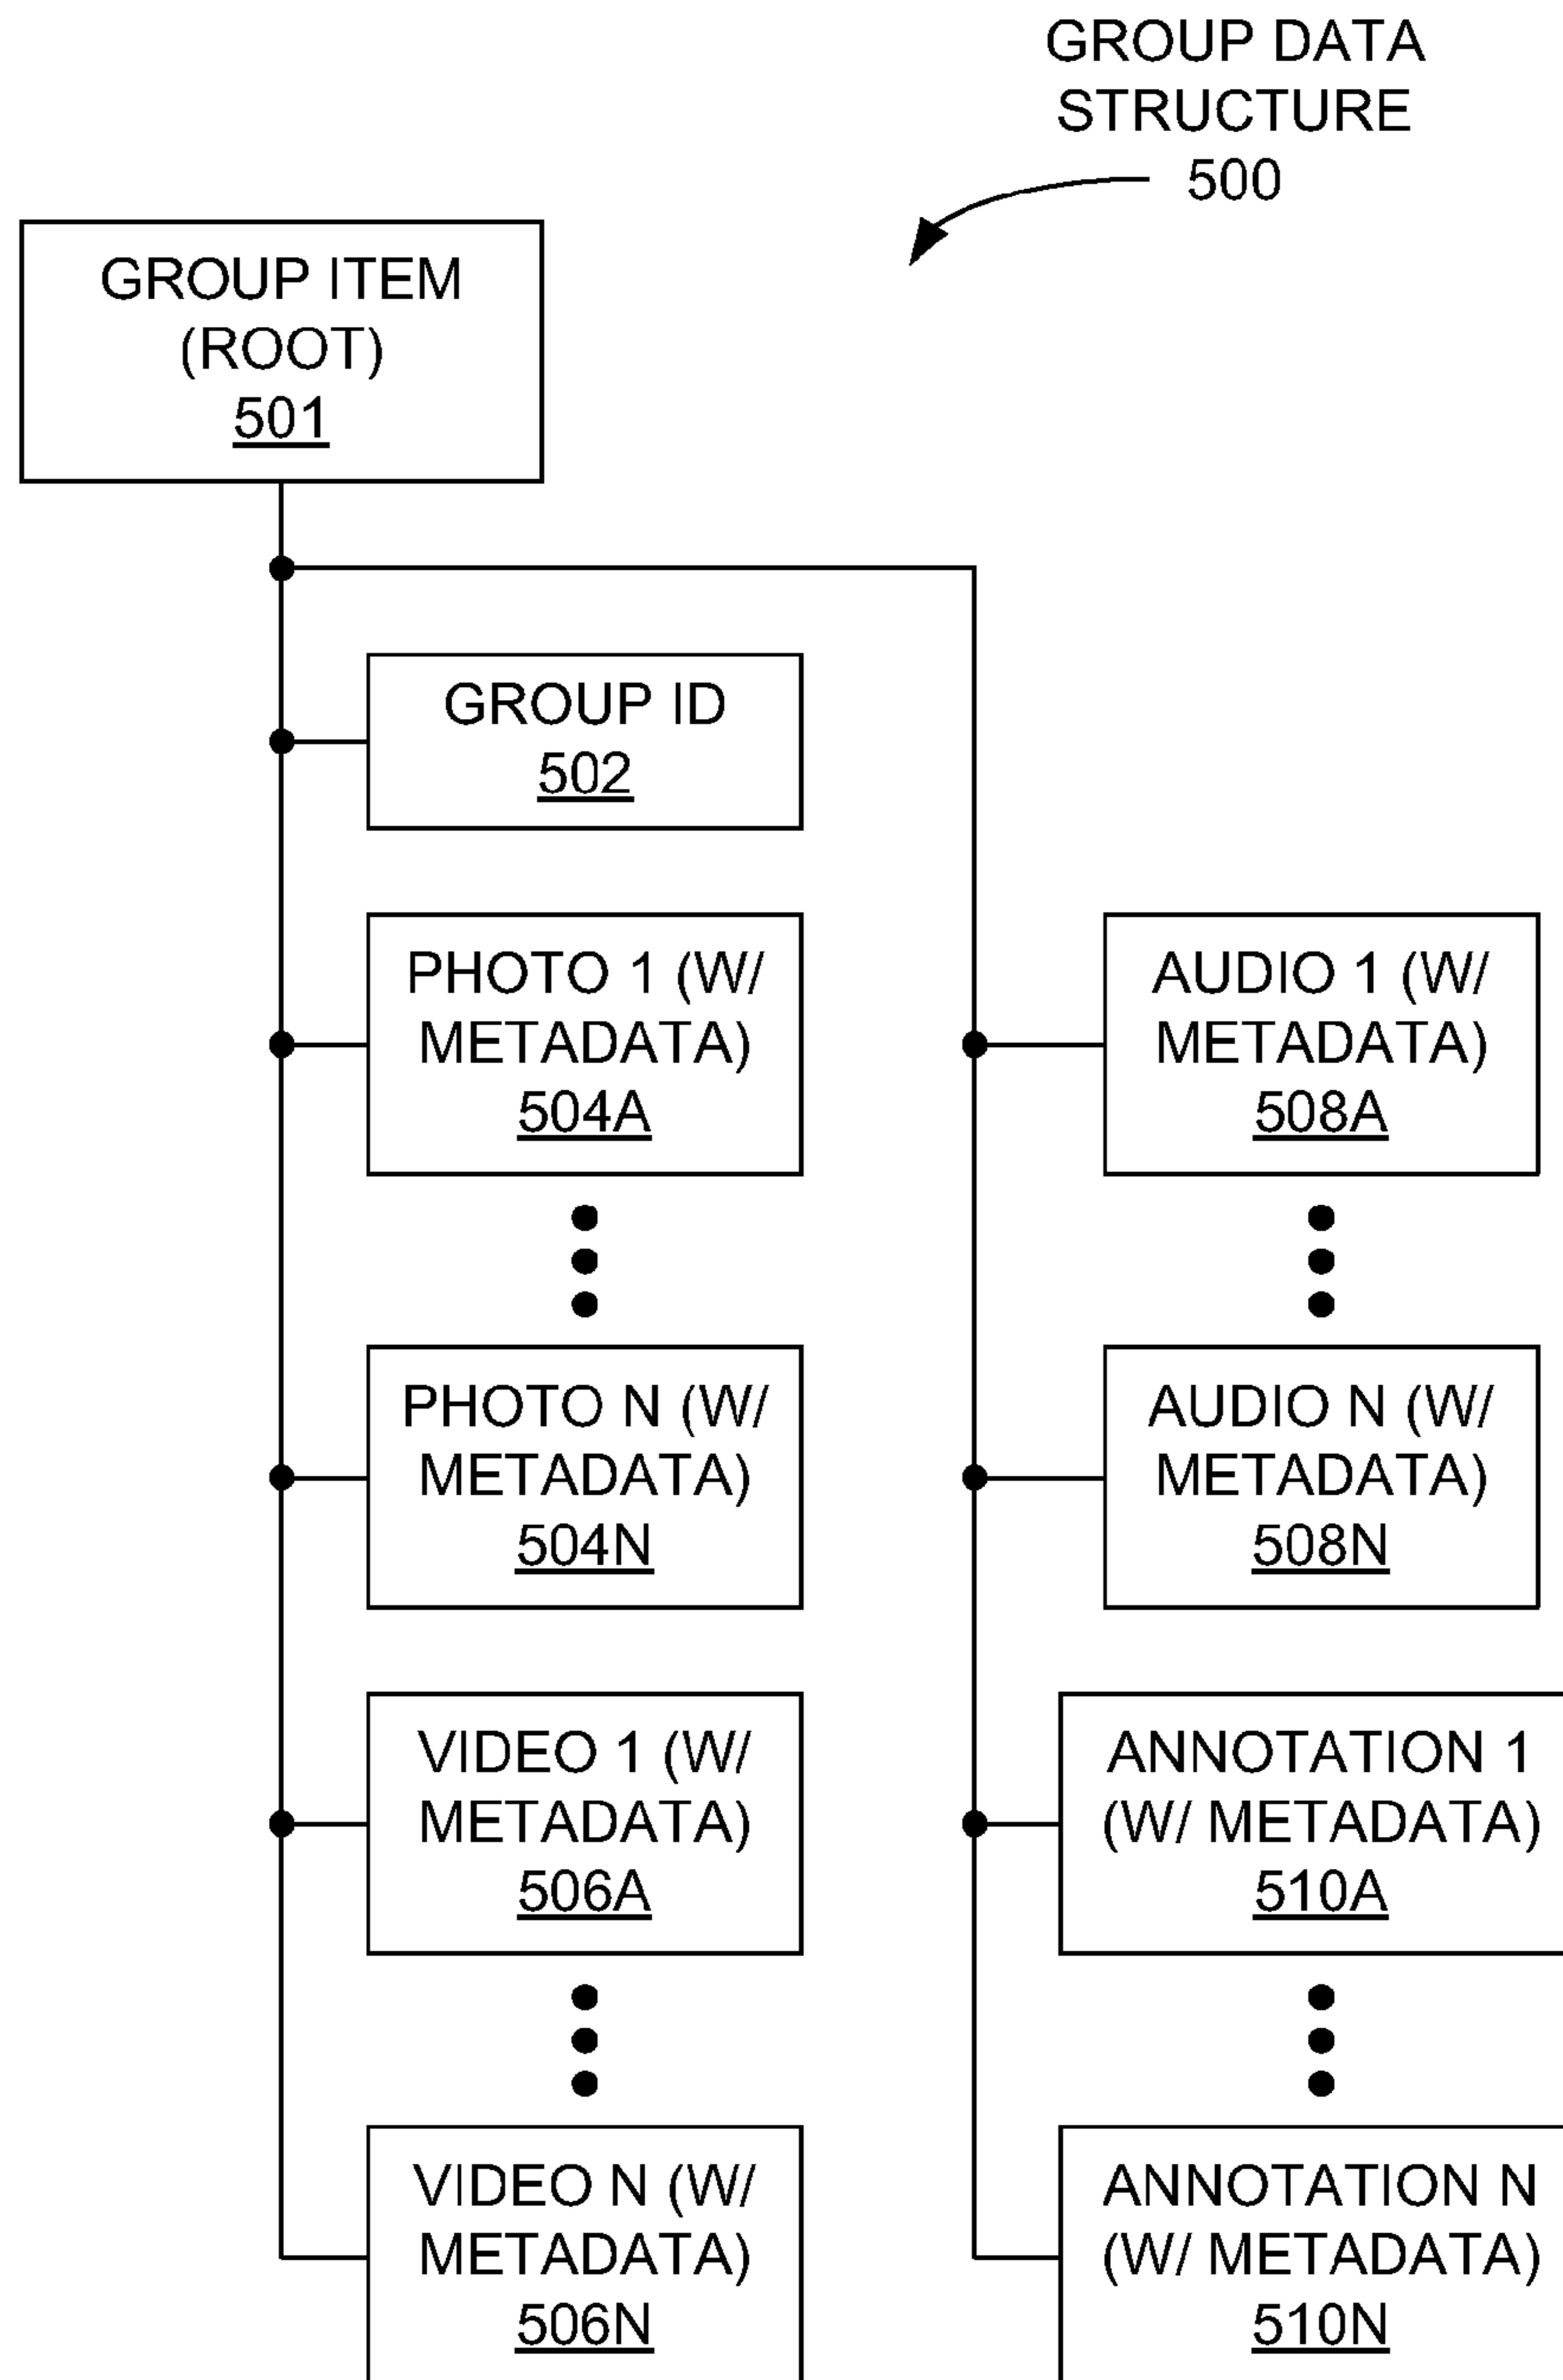 GROUP DATA
STRUCTURE
500
GROUP ITEM
(ROOT)
501
GROUP ID
502
PHOTO 1 (W/
METADATA)
504A
PHOTO N (W/
METADATA)
504N
VIDEO 1 (W/
METADATA)
506A
VIDEO N (W/
METADATA)
506N
AUDIO 1 (W/
METADATA)
508A
AUDIO N (W/
METADATA)
508N
ANNOTATION 1
(W/ METADATA)
510A
ANNOTATION N
(W/ METADATA)
510N